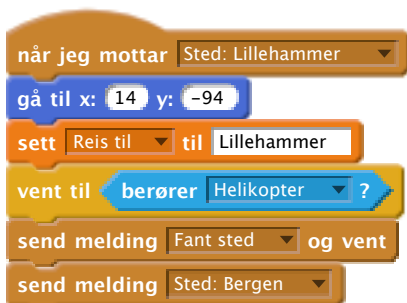 når jeg mottar Sted: Lillehammer
gå til x: 14 y: -94
sett Reis til til Lillehammer
vent til berører Helikopter ?
send melding Fant sted og vent
send melding Sted: Bergen